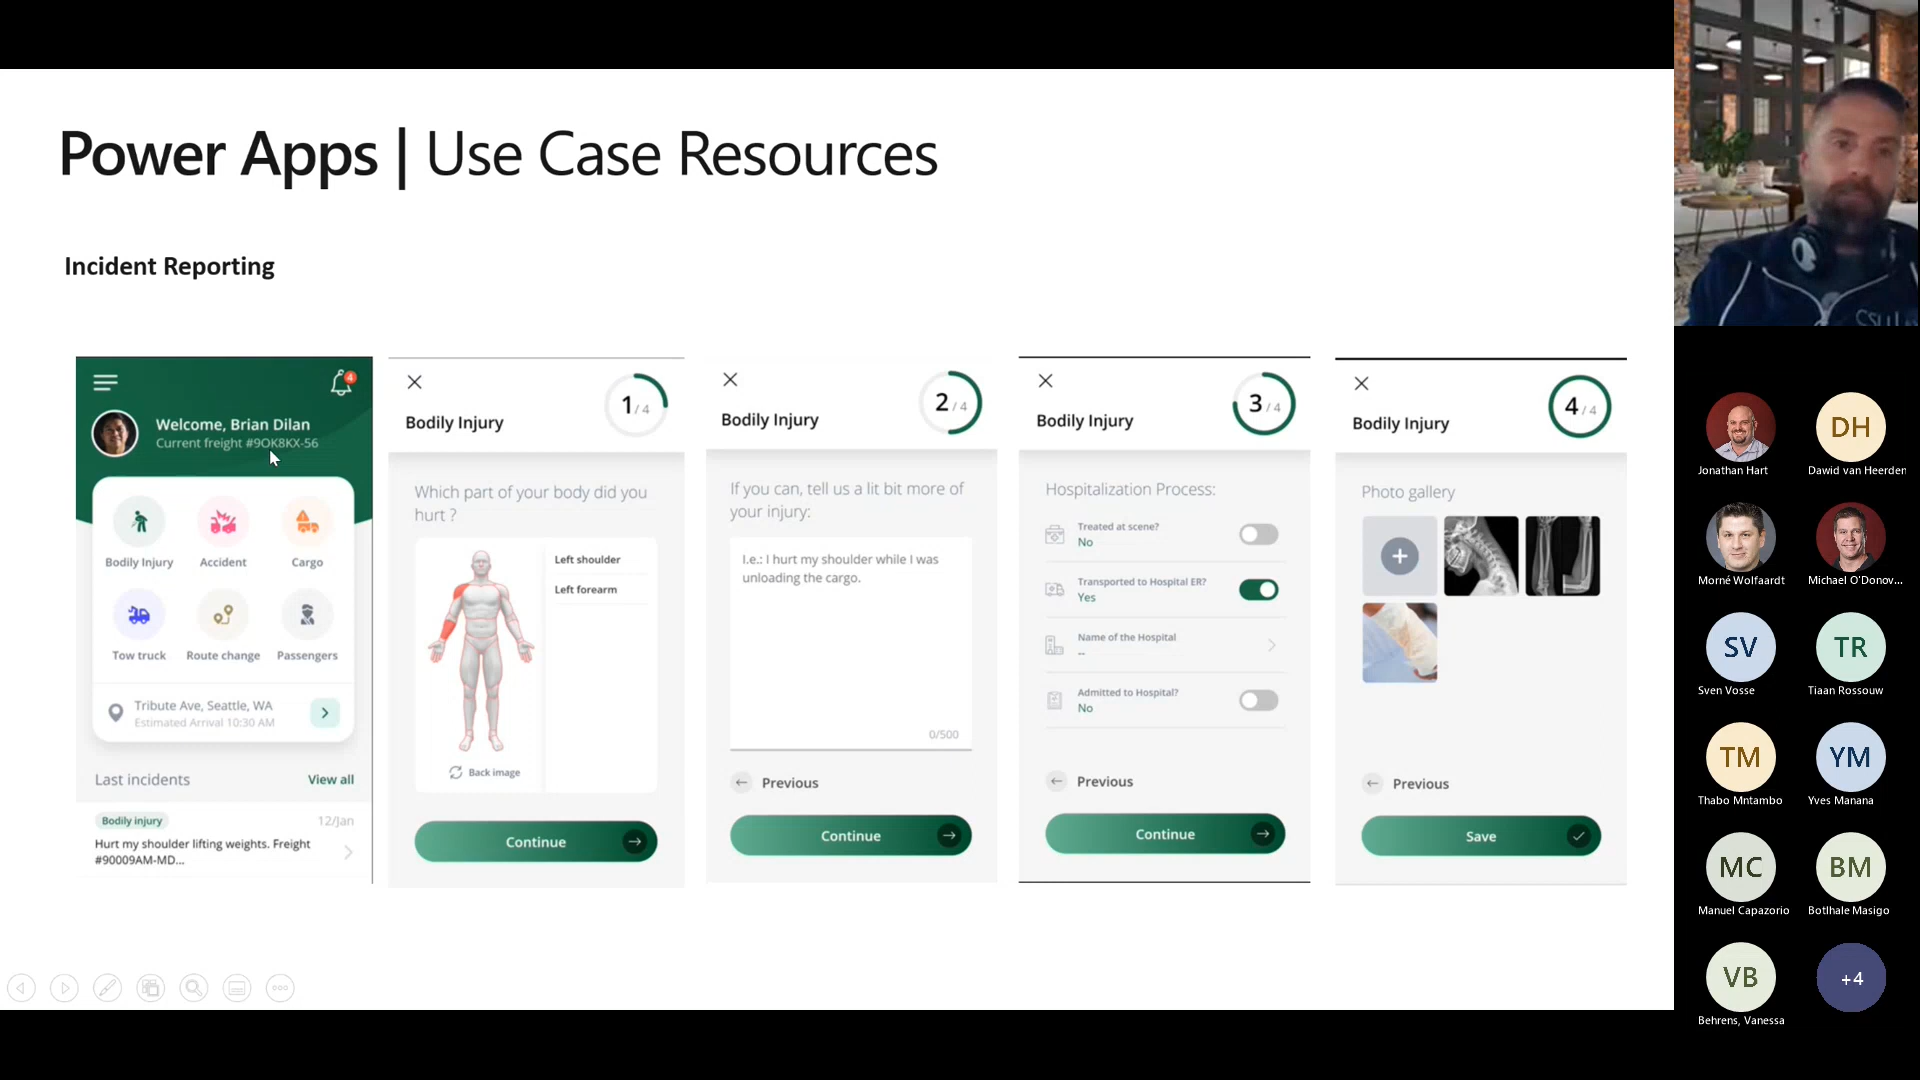 Power Apps | Use Case Resources
Incident Reporting
4
Welcome, Brian Dilan
Current freight #9OK8KX-56
Bodily Injury
Accident
Cargo
Tow truck
Route change
Passengers
Tribute Ave, Seattle, WA
Estimated Arrival 10:30 AM
Last incidents
View all
Bodily injury
12/Jan
Hurt my shoulder lifting weights. Freight
#90009AM-MD...
1/4
Bodily Injury
Which part of your body did you
hurt ?
Left shoulder
Left forearm
Back image
Continue
2/4
Bodily Injury
If you can, tell us a lit bit more of
your injury:
I.e.: I hurt my shoulder while I was
unloading the cargo.
0/500
Previous
Continue
3/4
Bodily Injury
Hospitalization Process:
Treated at scene?
No
Transported to Hospital ER?
Yes
Name of the Hospital
--
Admitted to Hospital?
No
Previous
Continue
4/4
Bodily Injury
Photo gallery
Previous
Save
Jonathan Hart
DH
Dawid van Heerden
Morné Wolfaardt
Michael O'Donov...
SV
Sven Vosse
TR
Tiaan Rossouw
TM
Thabo Mntambo
YM
Yves Manana
MC
Manuel Capazorio
BM
Botlhale Masigo
VB
Behrens, Vanessa
+4